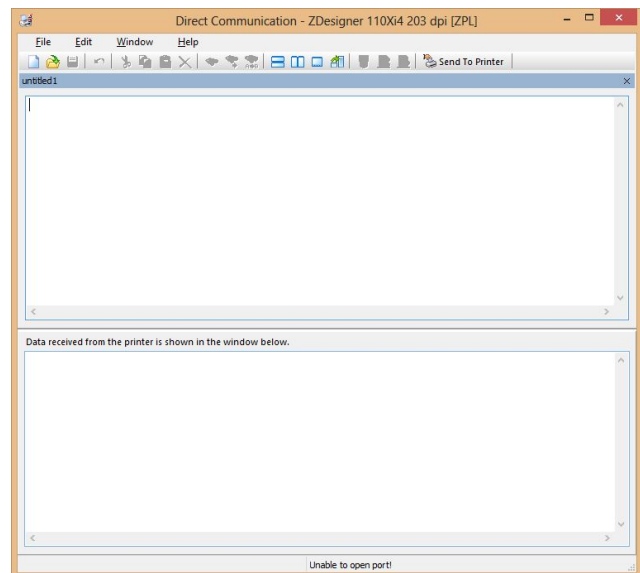 Direct Communication - ZDesigner 110Xi4 203 dpi [ZPL]
File Edit Window Help
Send To Printer
untitled1
Data received from the printer is shown in the window below.
Unable to open port!